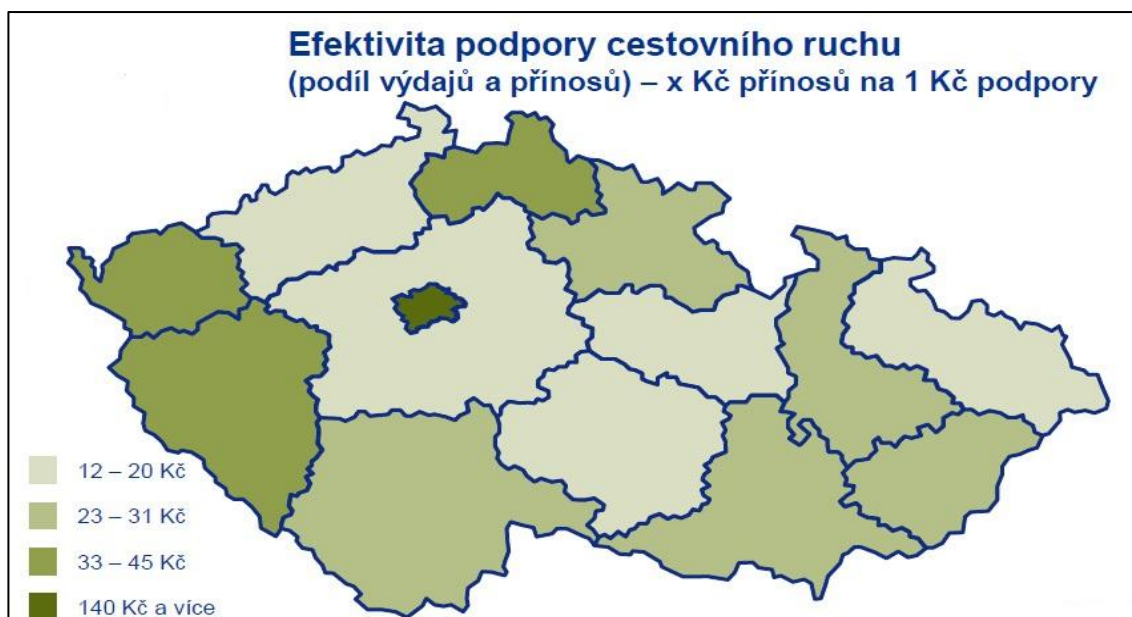 Efektivita podpory cestovního ruchu
(podíl výdajů a přínosů) – x Kč přínosů na 1 Kč podpory
12 – 20 Kč
23 – 31 Kč
33 – 45 Kč
140 Kč a více